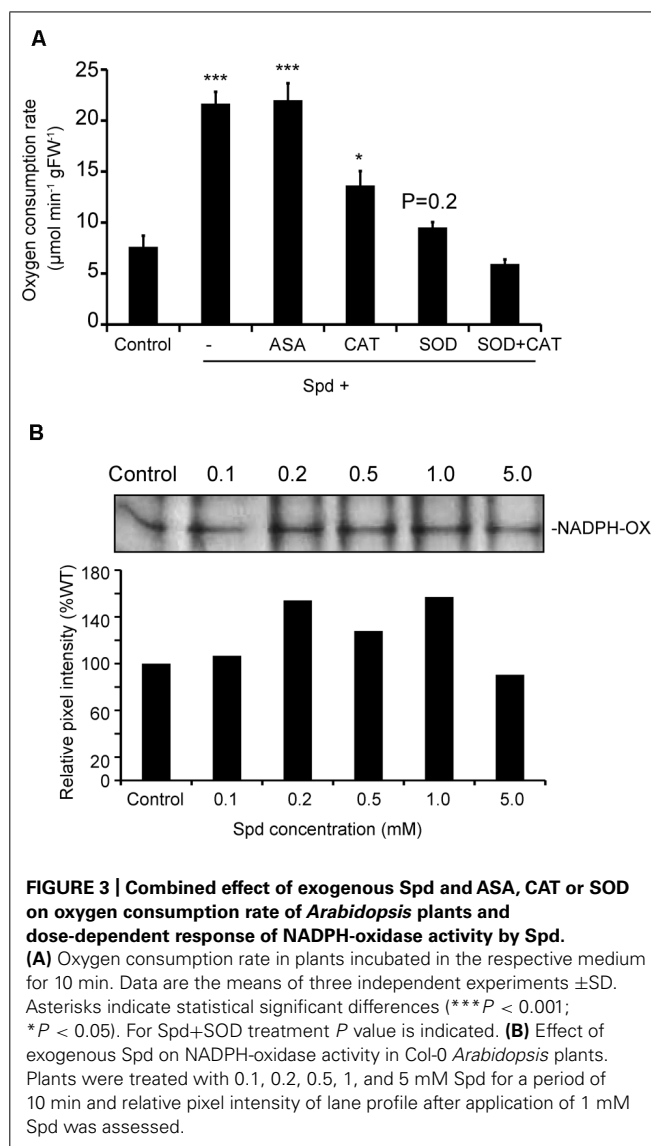 A
Oxygen consumption rate
(µmol min⁻¹ gFW⁻¹)
25
20
15
10
5
0
***
***
*
P=0.2
Control
-
ASA
CAT
SOD
SOD+CAT
Spd +
B
Control 0.1 0.2 0.5 1.0 5.0
-NADPH-OX
Relative pixel intensity (%WT)
180
140
100
60
20
0
Control 0.1 0.2 0.5 1.0 5.0
Spd concentration (mM)
FIGURE 3 | Combined effect of exogenous Spd and ASA, CAT or SOD
on oxygen consumption rate of Arabidopsis plants and
dose-dependent response of NADPH-oxidase activity by Spd.
(A) Oxygen consumption rate in plants incubated in the respective medium
for 10 min. Data are the means of three independent experiments ±SD.
Asterisks indicate statistical significant differences (***P < 0.001;
*P < 0.05). For Spd+SOD treatment P value is indicated. (B) Effect of
exogenous Spd on NADPH-oxidase activity in Col-0 Arabidopsis plants.
Plants were treated with 0.1, 0.2, 0.5, 1, and 5 mM Spd for a period of
10 min and relative pixel intensity of lane profile after application of 1 mM
Spd was assessed.